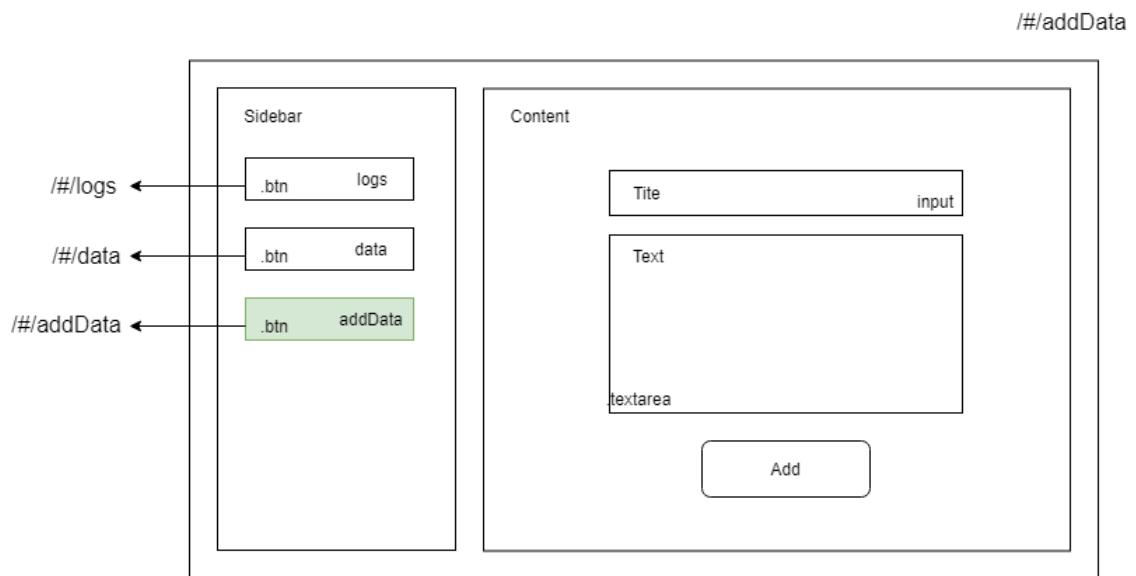 /#/addData
Sidebar
Content
/#/logs
.btn
logs
/#/data
.btn
data
/#/addData
.btn
addData
Tite
input
Text
.textarea
Add